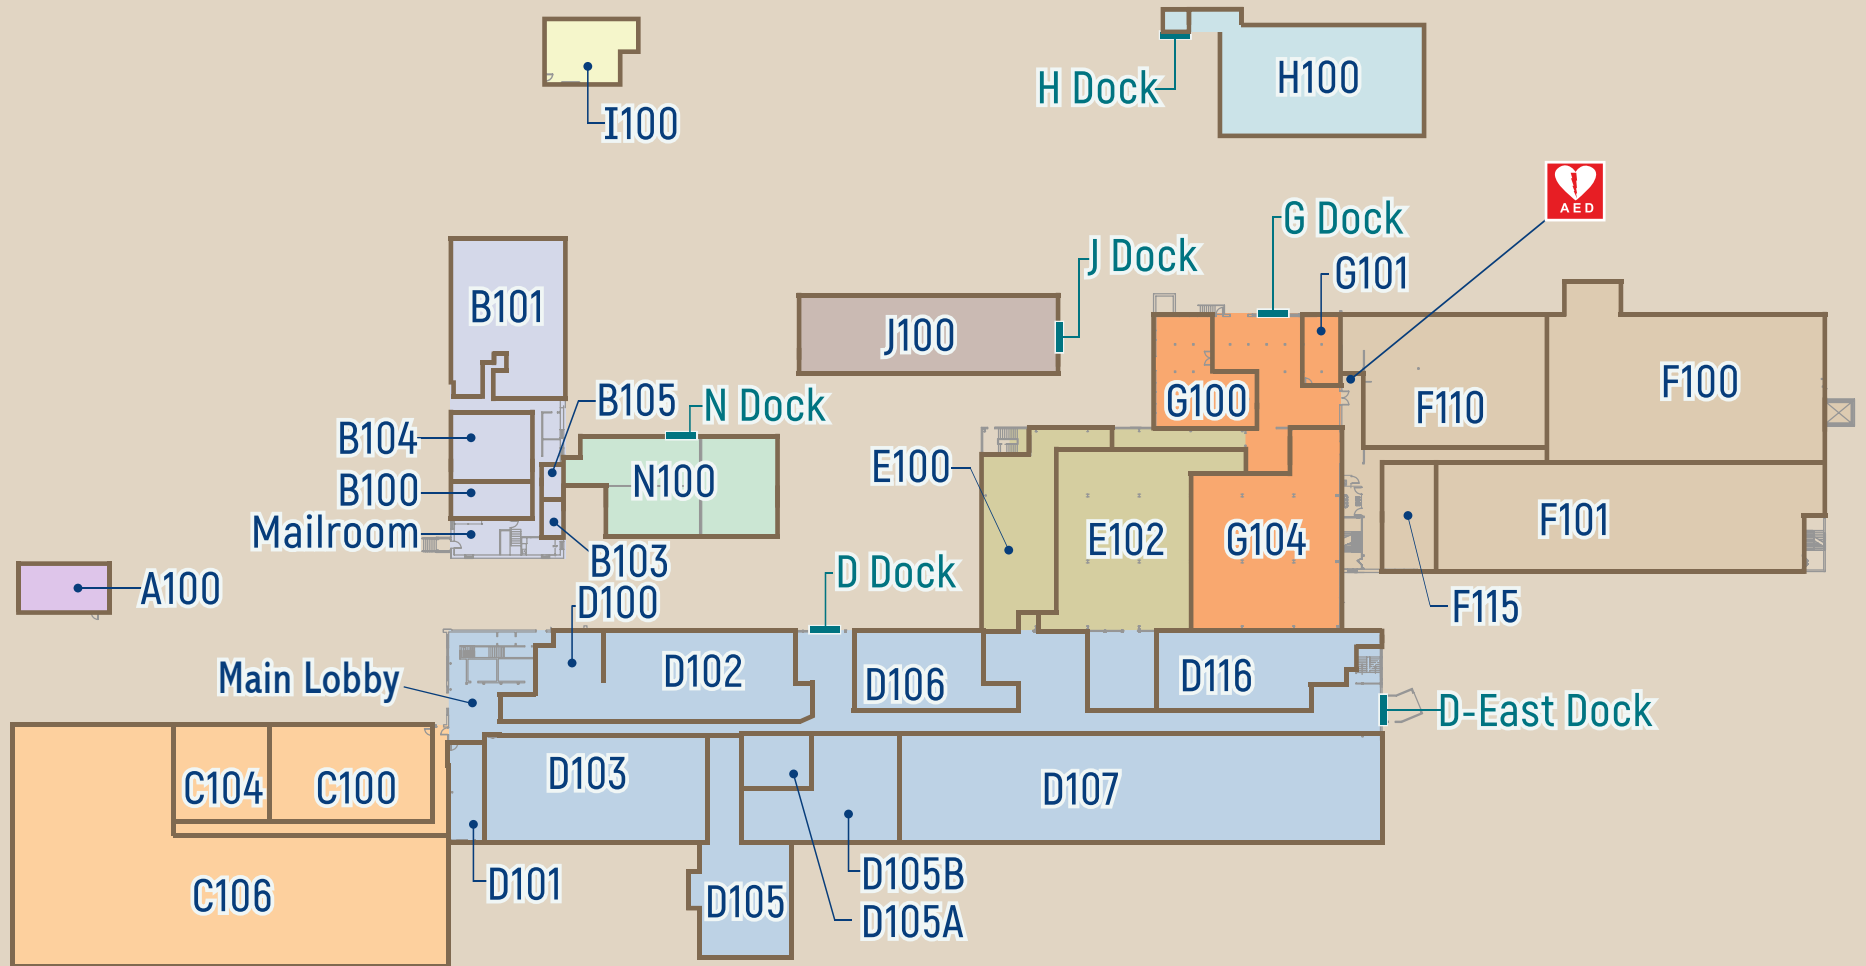 H100
H Dock
I100
AED
G Dock
J Dock
G101
B101
J100
F100
B105
N Dock
G100
F110
B104
E100
N100
B100
F101
Mailroom
E102
G104
B103
D Dock
A100
D100
F115
D102
Main Lobby
D106
D116
D-East Dock
D103
C104
C100
D107
D105B
D101
C106
D105
D105A